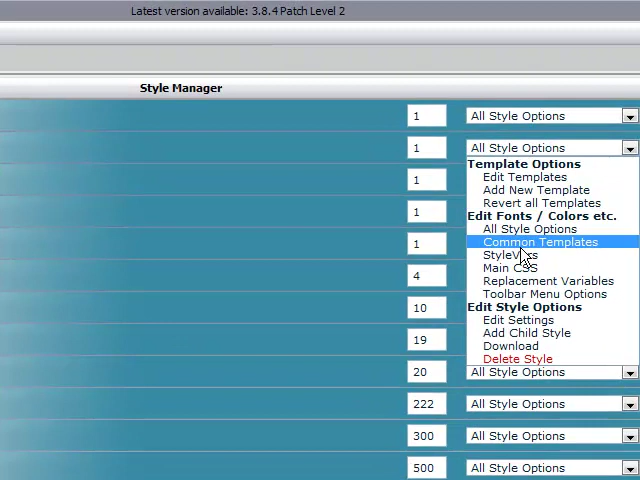 Latest version available: 3.8.4 Patch Level 2
Style Manager
1 All Style Options
1 All Style Options
Template Options
1 Edit Templates
Add New Template
Revert all Templates
1 Edit Fonts / Colors etc.
All Style Options
1 Common Templates
StyleVars
4 Main CSS
Replacement Variables
Toolbar Menu Options
10 Edit Style Options
Edit Settings
19 Add Child Style
Download
Delete Style
20 All Style Options
222 All Style Options
300 All Style Options
500 All Style Options